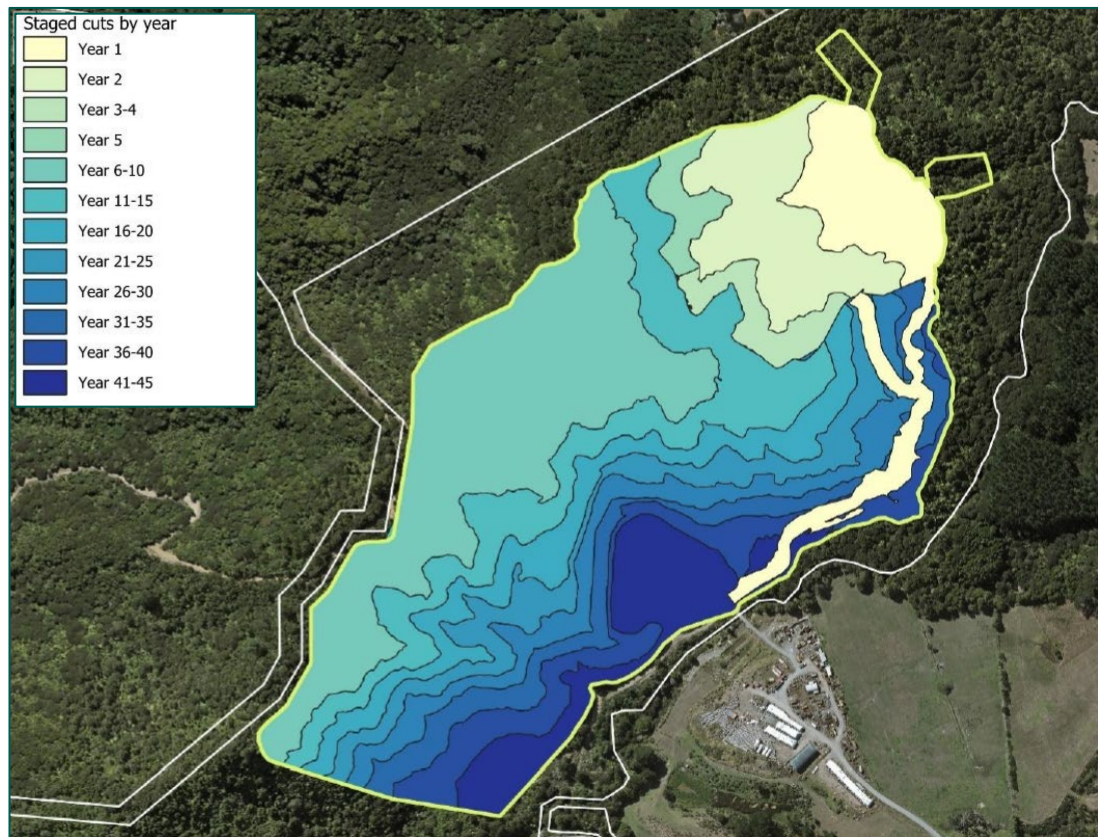 Staged cuts by year
Year 1
Year 2
Year 3-4
Year 5
Year 6-10
Year 11-15
Year 16-20
Year 21-25
Year 26-30
Year 31-35
Year 36-40
Year 41-45